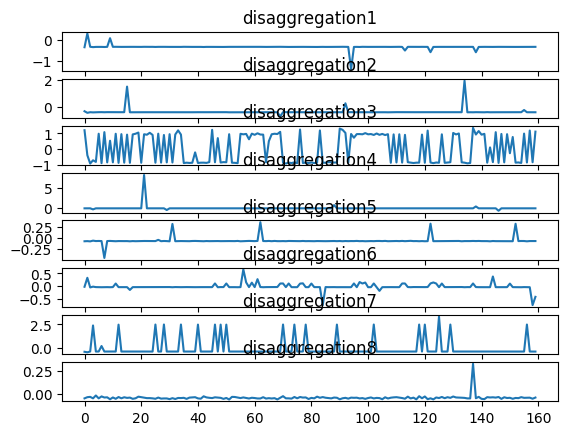 disaggregation1
0
−1
disaggregation2
2
0
disaggregation3
1
0
−1
disaggregation4
5
0
disaggregation5
0.25
0.00
−0.25
disaggregation6
0.5
0.0
−0.5
disaggregation7
2.5
0.0
disaggregation8
0.25
0.00
0 20 40 60 80 100 120 140 160